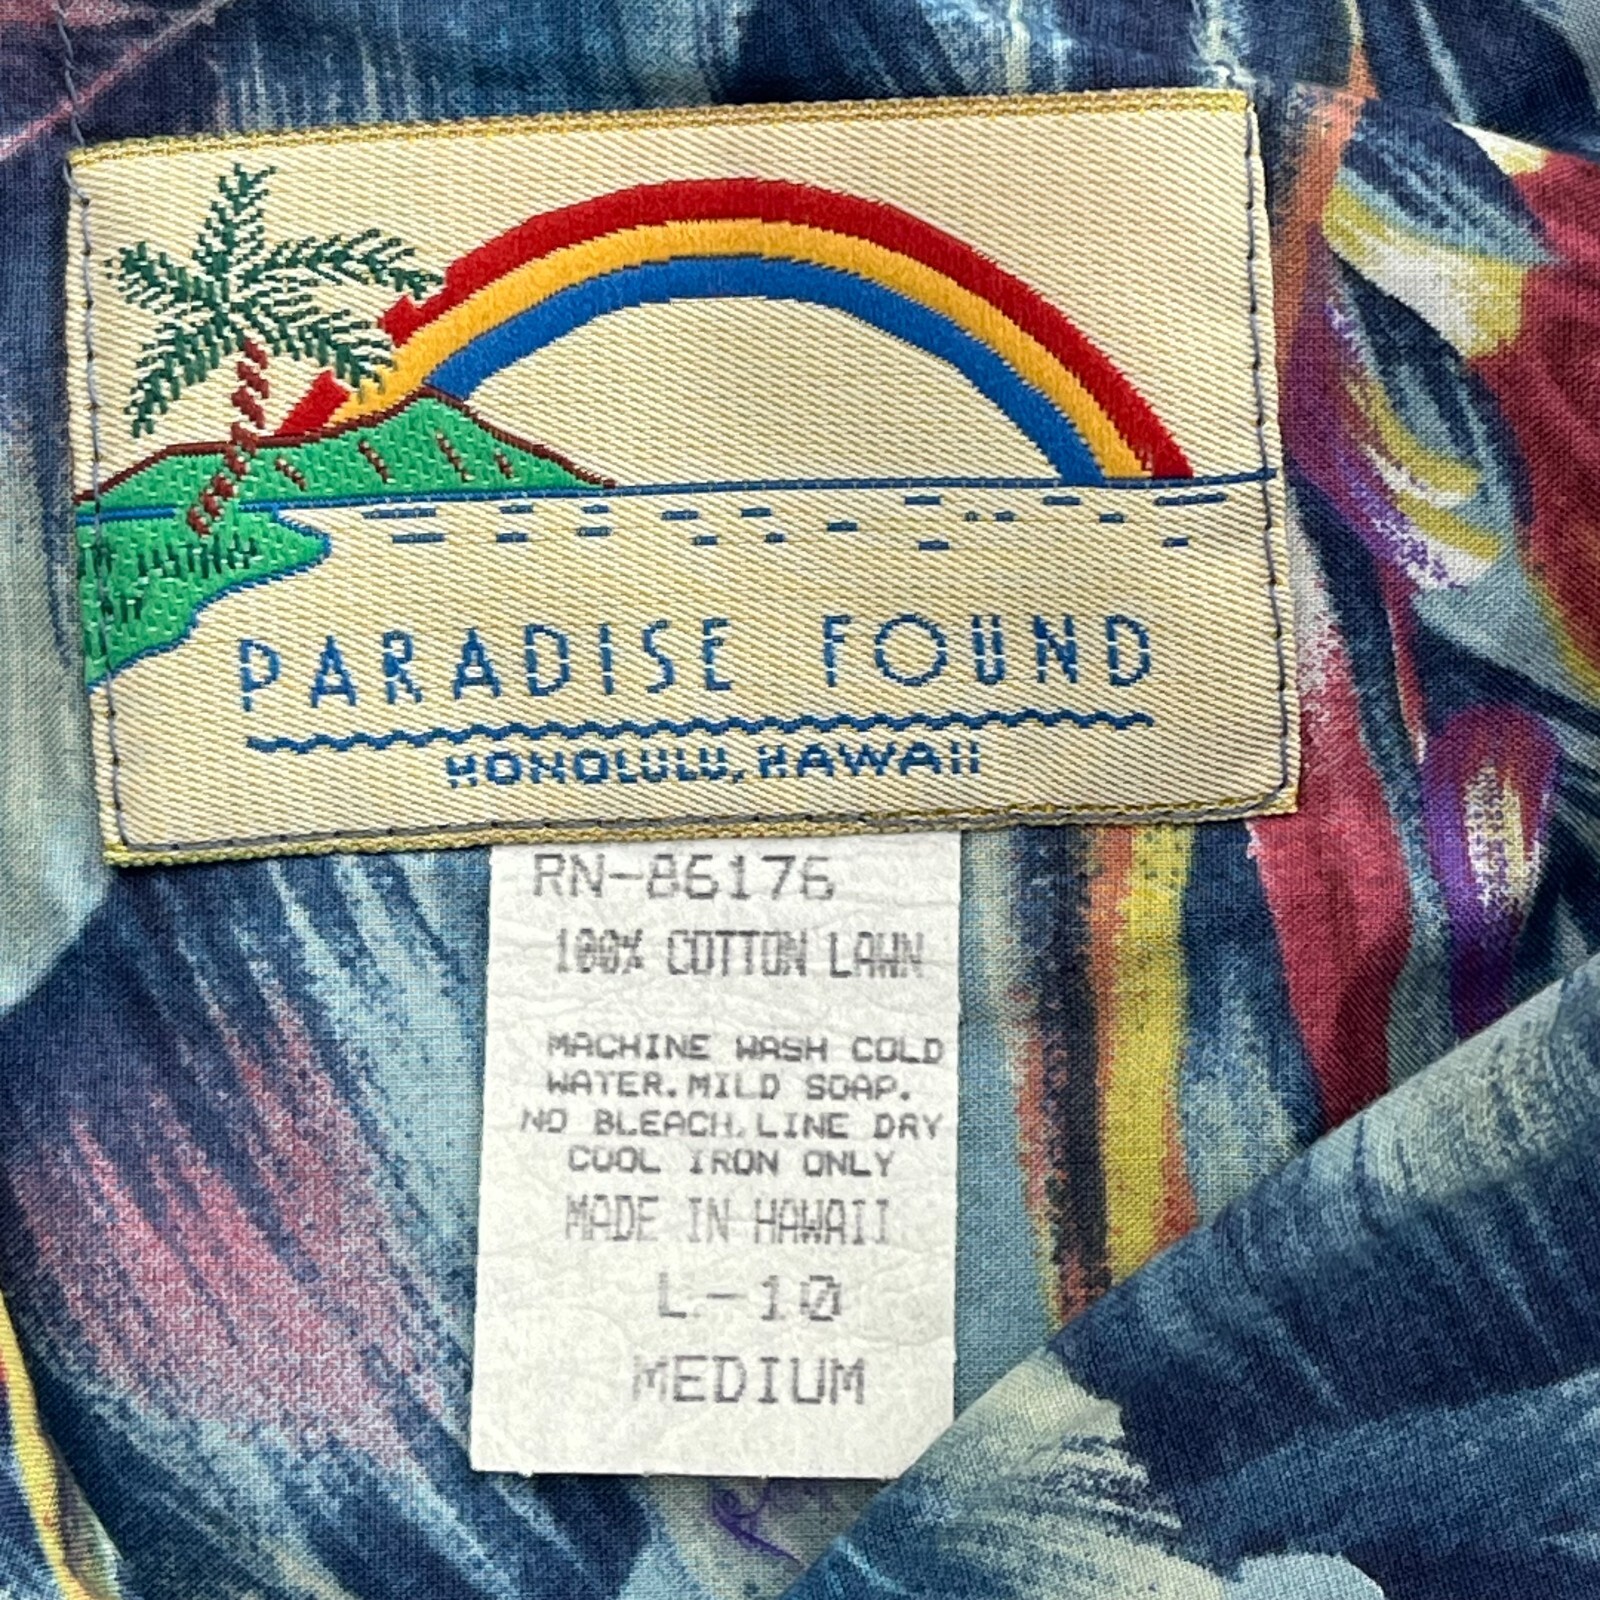 PARADISE FOUND
HONOLULU, HAWAII
RN-86176
100% COTTON LAWN
MACHINE WASH COLD
WATER.MILD SOAP.
NO BLEACH,LINE DRY
COOL IRON ONLY
MADE IN HAWAII
L-10
MEDIUM